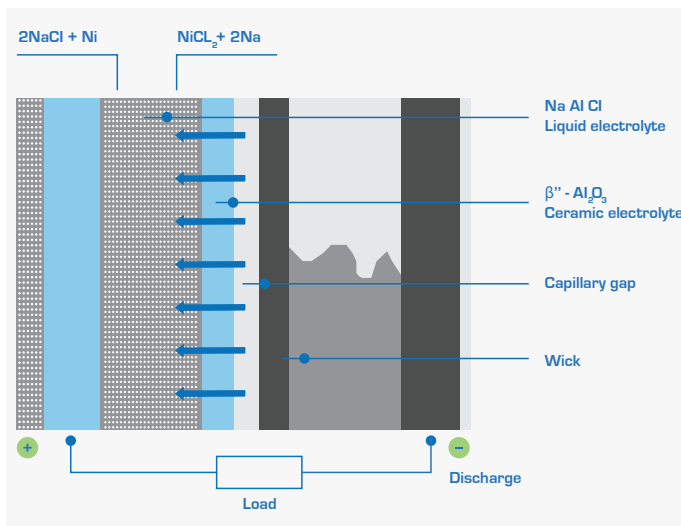 2NaCl + Ni
NiCL2+ 2Na
Na Al Cl
Liquid electrolyte
β” - Al2O3
Ceramic electrolyte
Capillary gap
Wick
+
−
Discharge
Load